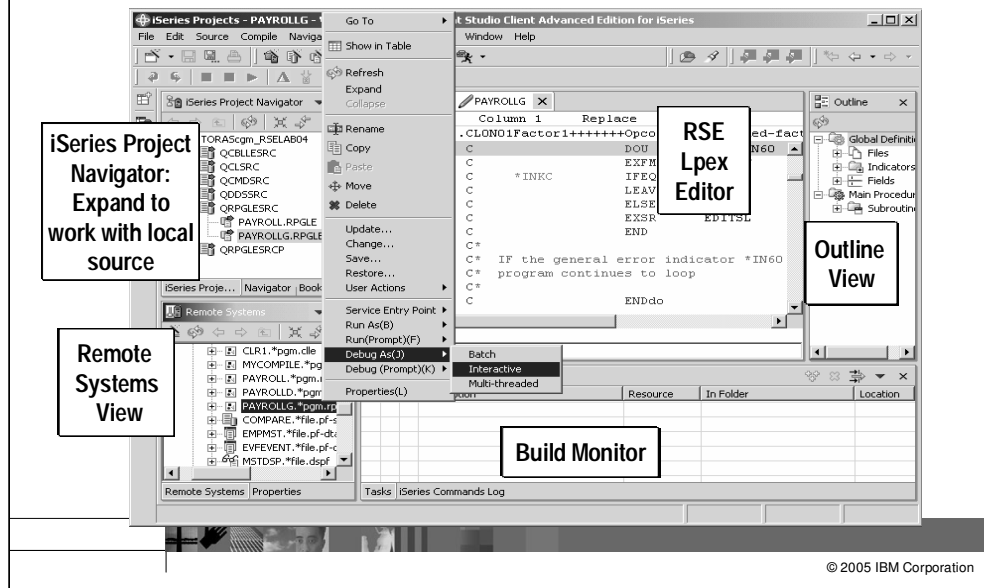 iSeries Projects - PAYROLLG -
t Studio Client Advanced Edition for iSeries
File Edit Source Compile Naviga
Window Help
Go To
Show in Table
Refresh
Expand
Collapse
Rename
Copy
Paste
Move
Delete
Update...
Change...
Save...
Restore...
User Actions
Service Entry Point
Run As(B)
Run(Prompt)(F)
Debug As(J)
Debug (Prompt)(K)
Properties(L)
Batch
Interactive
Multi-threaded
iSeries Project Navigator
TORAScgm_RSELAB04
QCBLLESRC
QCLSRC
QCMDSRC
QDDSSRC
QRPGLESRC
PAYROLL.RPGLE
PAYROLLG.RPGLE
QRPGLESRCP
iSeries Proje... Navigator Book
iSeries Project
Navigator:
Expand to
work with local
source
PAYROLLG
Column 1 Replace
.CLON01Factor1+++++++Opco
ed-fact
C DOU IN60
C EXFM
C *INKC IFEQ
C LEAV
C ELSE
C EXSR EDITSL
C END
C*
C* IF the general error indicator *IN60
C* program continues to loop
C*
C ENDdo
RSE
Lpex
Editor
Outline
Global Definiti
Files
Indicators
Fields
Main Procedur
Subroutin
Outline
View
Remote Systems
CLR1.*pgm.clle
MYCOMPILE.*pg
PAYROLL.*pgm.r
PAYROLLD.*pgm
PAYROLLG.*pgm.rp
COMPARE.*file.pf-s
EMPMST.*file.pf-dta
EVFEVENT.*file.pf-d
MSTDSP.*file.dspf
Remote Systems Properties
Remote
Systems
View
Resource In Folder Location
Build Monitor
Tasks iSeries Commands Log
© 2005 IBM Corporation